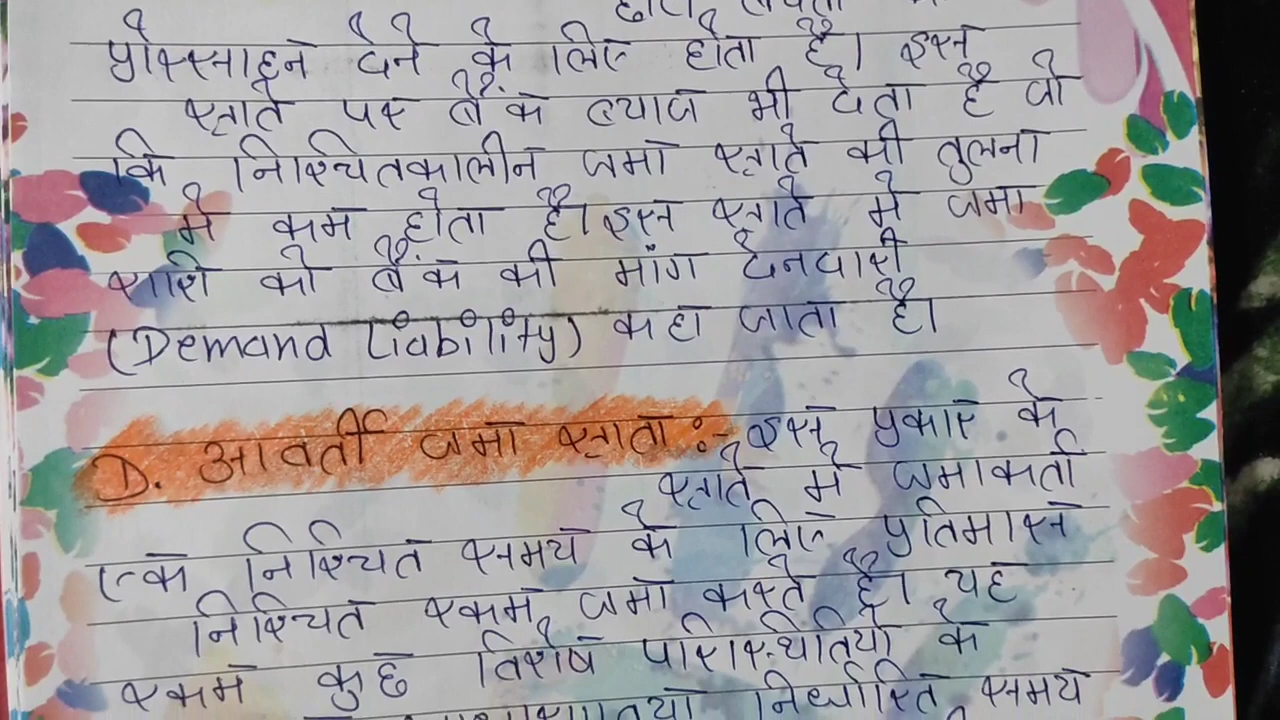 प्रोत्साहन देने के लिए होता है। इस
खाते पर बैंक ब्याज भी देता है जो
कि निश्चितकालीन जमा खाते की तुलना
में कम होता है। इस खाते में जमा
राशि को बैंक की मांग देनदारी
(Demand Liability) कहा जाता है।
D. आवर्ती जमा खाता :- इस प्रकार के
खाते में जमाकर्ता
एक निश्चित समय के लिए प्रतिमास
निश्चित रकम जमा करते हैं। यह
रकम कुछ विशेष परिस्थितियों के
निर्धारित समय